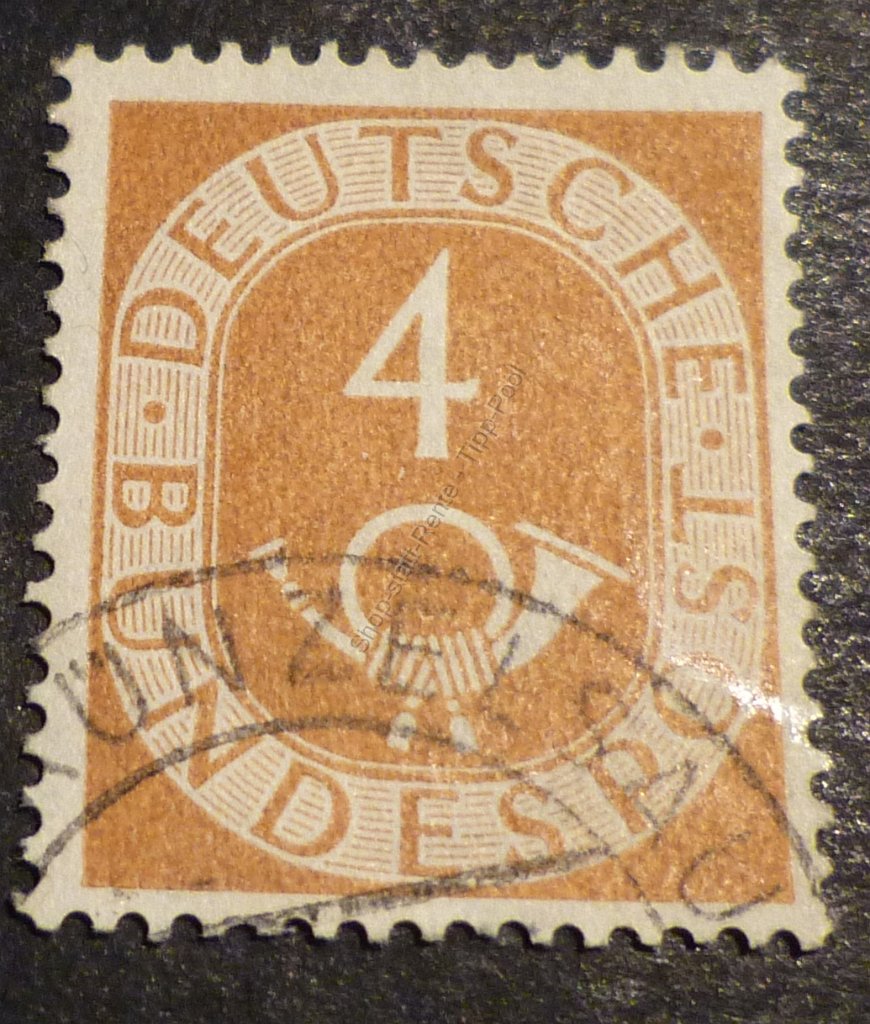 DEUTSCHE
BUNDESPOST
4
Shop-statt-Rente – Tipp-Pool